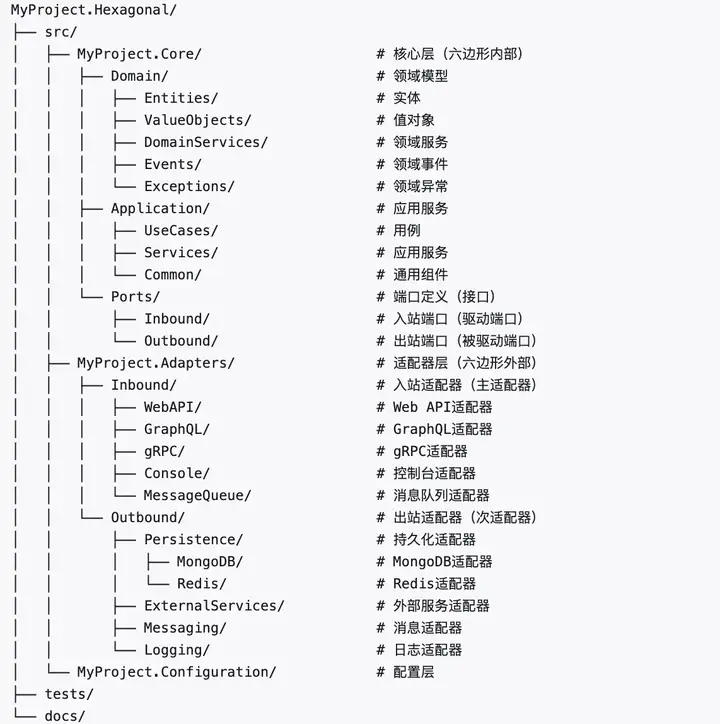 MyProject.Hexagonal/
├── src/
│   ├── MyProject.Core/                     # 核心层（六边形内部）
│   │   ├── Domain/                         # 领域模型
│   │   │   ├── Entities/                   # 实体
│   │   │   ├── ValueObjects/               # 值对象
│   │   │   ├── DomainServices/             # 领域服务
│   │   │   ├── Events/                     # 领域事件
│   │   │   └── Exceptions/                 # 领域异常
│   │   ├── Application/                    # 应用服务
│   │   │   ├── UseCases/                   # 用例
│   │   │   ├── Services/                   # 应用服务
│   │   │   └── Common/                     # 通用组件
│   │   └── Ports/                          # 端口定义（接口）
│   │       ├── Inbound/                    # 入站端口（驱动端口）
│   │       └── Outbound/                   # 出站端口（被驱动端口）
│   ├── MyProject.Adapters/                 # 适配器层（六边形外部）
│   │   ├── Inbound/                        # 入站适配器（主适配器）
│   │   │   ├── WebAPI/                     # Web API适配器
│   │   │   ├── GraphQL/                    # GraphQL适配器
│   │   │   ├── gRPC/                       # gRPC适配器
│   │   │   ├── Console/                    # 控制台适配器
│   │   │   └── MessageQueue/               # 消息队列适配器
│   │   └── Outbound/                       # 出站适配器（次适配器）
│   │       ├── Persistence/                # 持久化适配器
│   │       │   ├── MongoDB/                # MongoDB适配器
│   │       │   └── Redis/                  # Redis适配器
│   │       ├── ExternalServices/           # 外部服务适配器
│   │       ├── Messaging/                  # 消息适配器
│   │       └── Logging/                    # 日志适配器
│   └── MyProject.Configuration/            # 配置层
├── tests/
└── docs/